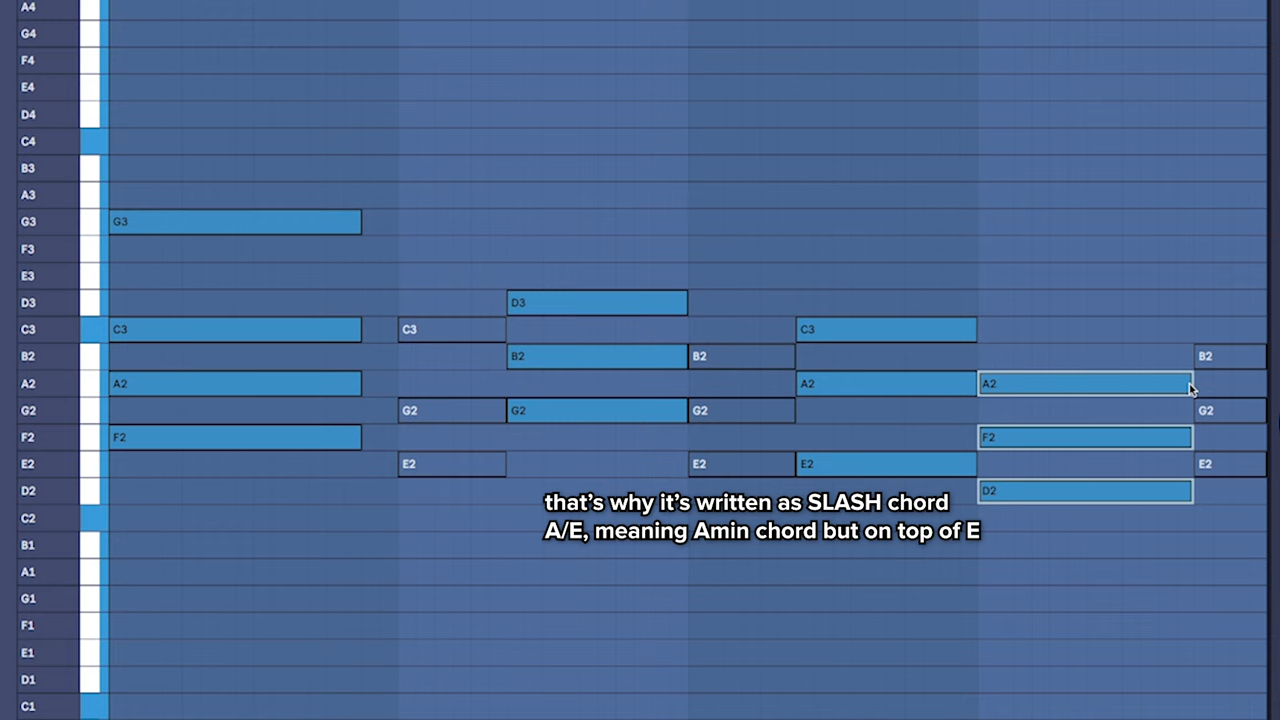 A4
G4
F4
E4
D4
C4
B3
A3
G3 G3
F3
E3
D3 D3
C3 C3 C3 C3
B2 B2 B2 B2
A2 A2 A2 A2
G2 G2 G2 G2 G2
F2 F2 F2
E2 E2 E2 E2 E2
D2 D2
that's why it's written as SLASH chord
C2
A/E, meaning Amin chord but on top of E
B1
A1
G1
F1
E1
D1
C1